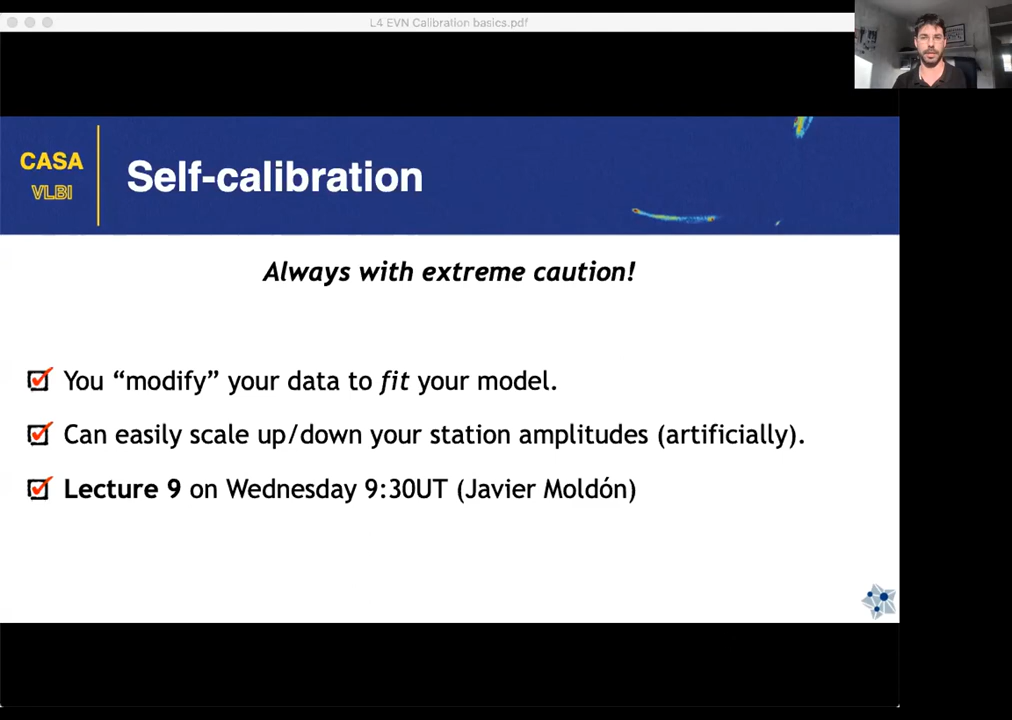 L4 EVN Calibration basics.pdf
CASA
VLBI
Self-calibration
Always with extreme caution!
You “modify” your data to fit your model.
Can easily scale up/down your station amplitudes (artificially).
Lecture 9 on Wednesday 9:30UT (Javier Moldón)